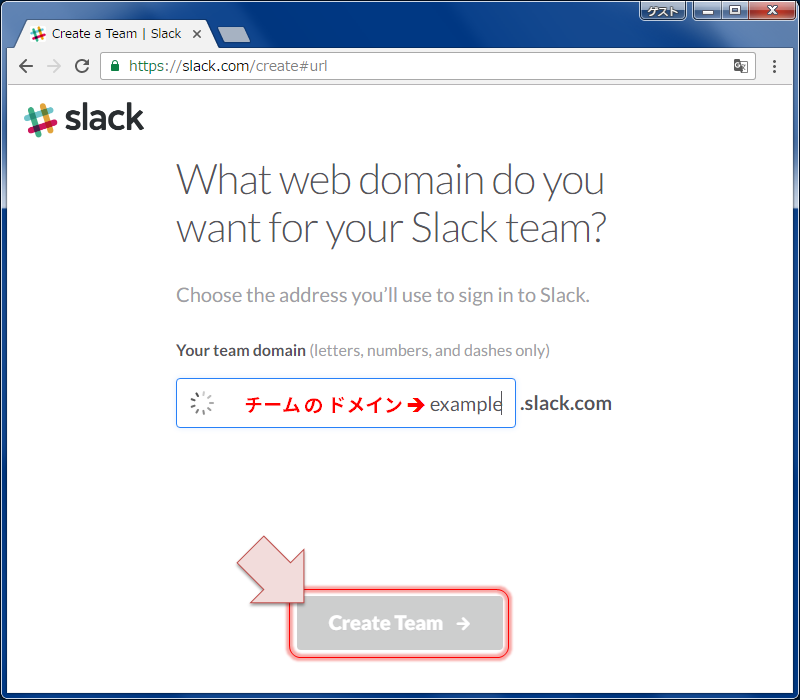 ゲスト
Create a Team | Slack
https://slack.com/create#url
slack
What web domain do you
want for your Slack team?
Choose the address you'll use to sign in to Slack.
Your team domain (letters, numbers, and dashes only)
チームのドメイン➔ example .slack.com
Create Team →